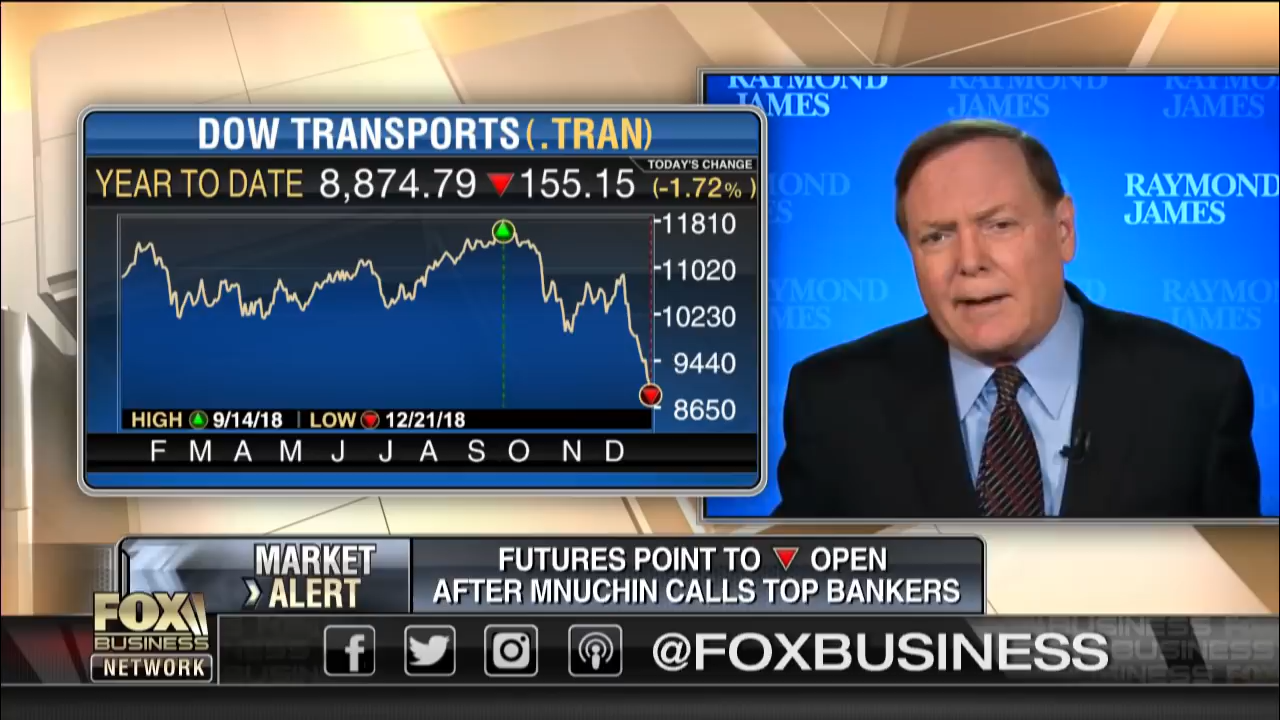 DOW TRANSPORTS (.TRAN)
TODAY'S CHANGE
YEAR TO DATE 8,874.79 ▼155.15 (-1.72%)
11810
11020
10230
9440
8650
HIGH ▲ 9/14/18 | LOW ▼ 12/21/18
F M A M J J A S O N D
RAYMOND
JAMES
RAYMOND
JAMES
RAYMOND
JAMES
RAYMOND
JAMES
MARKET
ALERT
FUTURES POINT TO ▼ OPEN
AFTER MNUCHIN CALLS TOP BANKERS
FOX
BUSINESS
NETWORK
@FOXBUSINESS